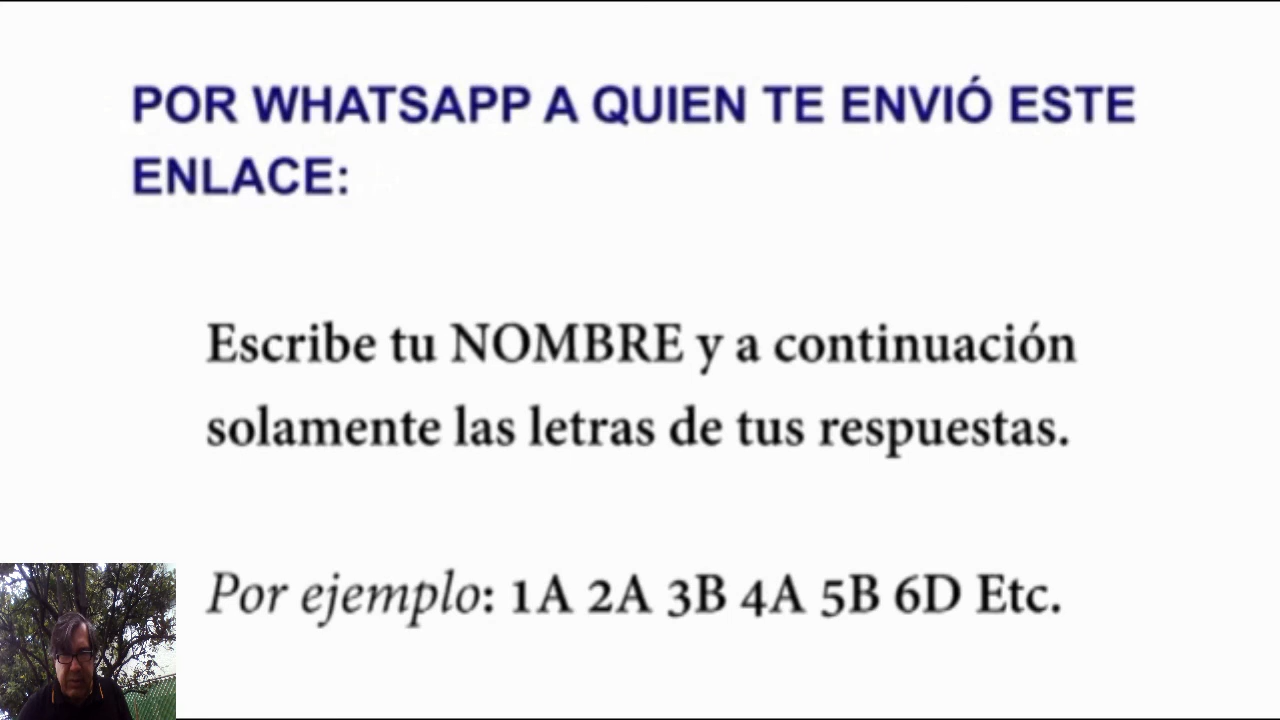 POR WHATSAPP A QUIEN TE ENVIÓ ESTE
ENLACE:
Escribe tu NOMBRE y a continuación
solamente las letras de tus respuestas.
Por ejemplo: 1A 2A 3B 4A 5B 6D Etc.